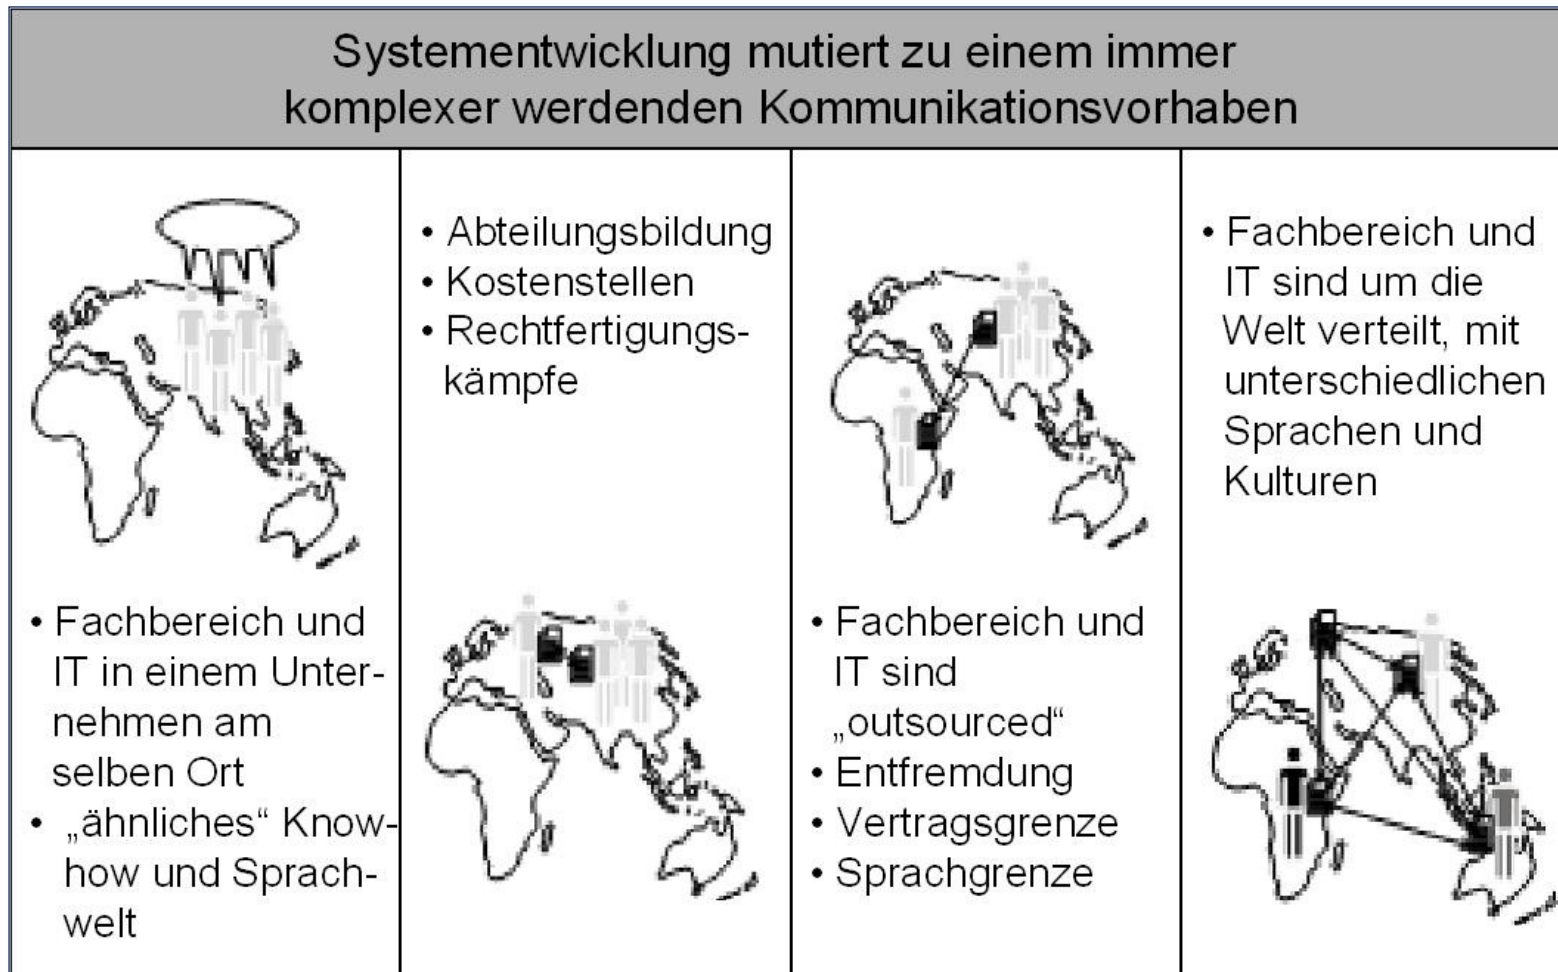 Systementwicklung mutiert zu einem immer
komplexer werdenden Kommunikationsvorhaben
• Fachbereich und
IT in einem Unter-
nehmen am
selben Ort
• „ähnliches“ Know-
how und Sprach-
welt
• Abteilungsbildung
• Kostenstellen
• Rechtfertigungs-
kämpfe
• Fachbereich und
IT sind
„outsourced“
• Entfremdung
• Vertragsgrenze
• Sprachgrenze
• Fachbereich und
IT sind um die
Welt verteilt, mit
unterschiedlichen
Sprachen und
Kulturen